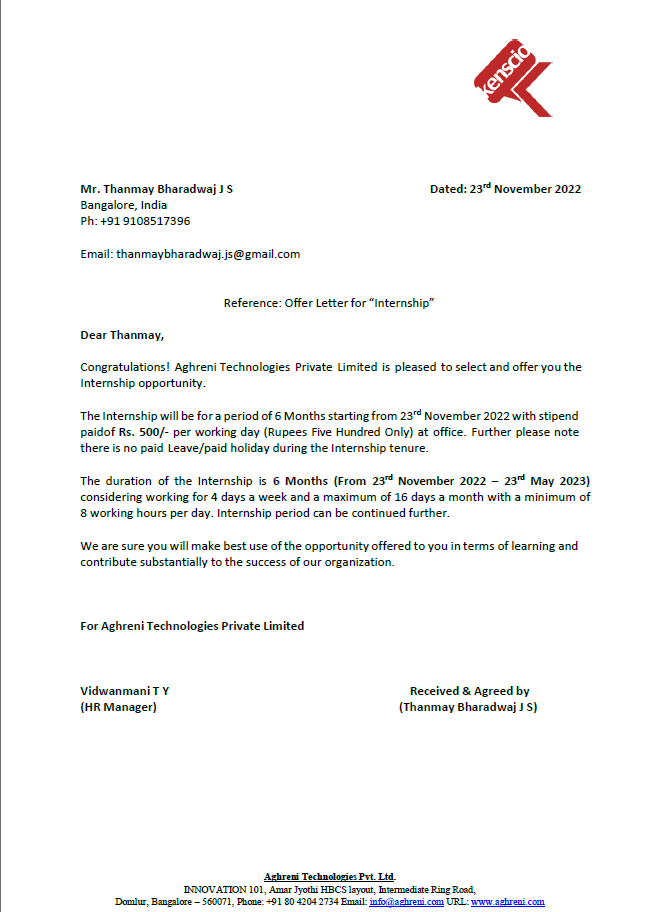 kenscio
Mr. Thanmay Bharadwaj J S Dated: 23rd November 2022
Bangalore, India
Ph: +91 9108517396
Email: thanmaybharadwaj.js@gmail.com
Reference: Offer Letter for “Internship”
Dear Thanmay,
Congratulations! Aghreni Technologies Private Limited is pleased to select and offer you the
Internship opportunity.
The Internship will be for a period of 6 Months starting from 23rd November 2022 with stipend
paidof Rs. 500/- per working day (Rupees Five Hundred Only) at office. Further please note
there is no paid Leave/paid holiday during the Internship tenure.
The duration of the Internship is 6 Months (From 23rd November 2022 – 23rd May 2023)
considering working for 4 days a week and a maximum of 16 days a month with a minimum of
8 working hours per day. Internship period can be continued further.
We are sure you will make best use of the opportunity offered to you in terms of learning and
contribute substantially to the success of our organization.
For Aghreni Technologies Private Limited
Vidwanmani T Y Received & Agreed by
(HR Manager) (Thanmay Bharadwaj J S)
Aghreni Technologies Pvt. Ltd.
INNOVATION 101, Amar Jyothi HBCS layout, Intermediate Ring Road,
Domlur, Bangalore – 560071, Phone: +91 80 4204 2734 Email: info@aghreni.com URL: www.aghreni.com